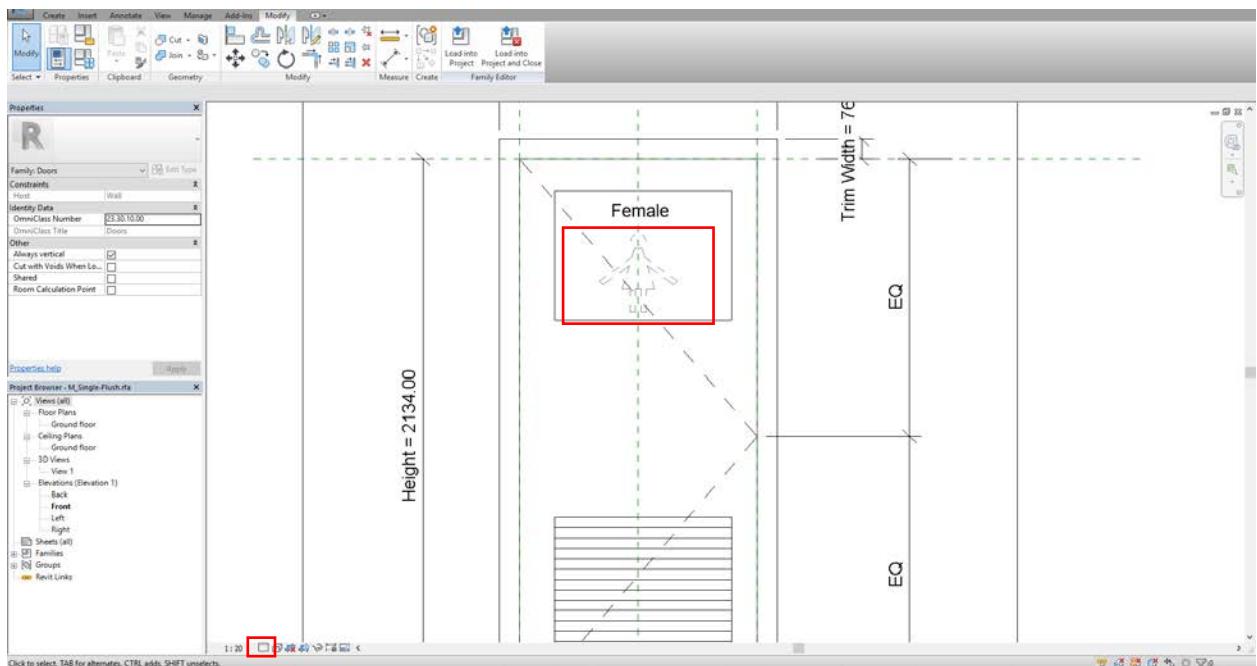 Create Insert Annotate View Manage Add-Ins Modify
Modify
Paste
Cut
Join
Load into Project
Load into Project and Close
Select Properties Clipboard Geometry Modify Measure Create Family Editor
Properties
R
Family: Doors
Edit Type
Constraints
Host Wall
Identity Data
OmniClass Number 23.30.10.00
OmniClass Title Doors
Other
Always vertical
Cut with Voids When Lo...
Shared
Room Calculation Point
Properties help
Apply
Project Browser - M_Single-Flush.rfa
Views (all)
Floor Plans
Ground floor
Ceiling Plans
Ground floor
3D Views
View 1
Elevations (Elevation 1)
Back
Front
Left
Right
Sheets (all)
Families
Groups
Revit Links
Female
Trim Width = 76
Height = 2134.00
EQ
EQ
1 : 20
Click to select, TAB for alternates, CTRL adds, SHIFT unselects.